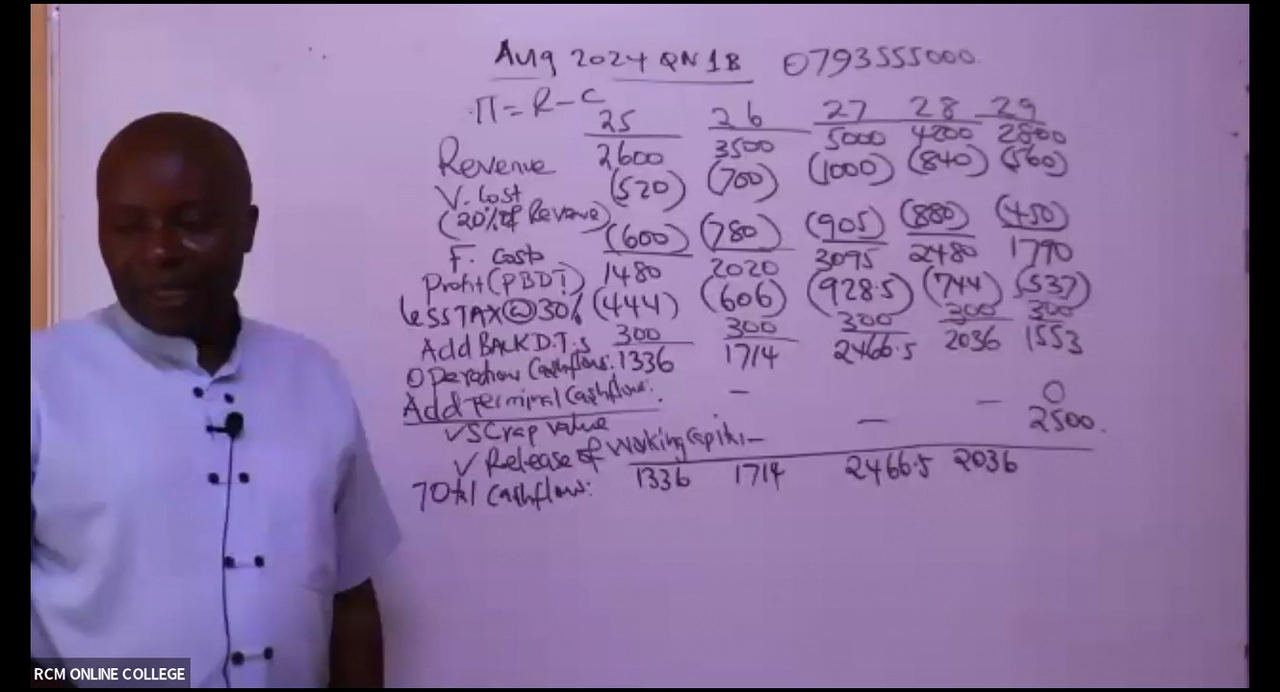 Aug 2024 QN 1B 0793555000
Π = R - C 25 26 27 28 29
Revenue 2600 3500 5000 4200 2800
V. Cost (520) (700) (1000) (840) (560)
(20% of Revenue)
F. Costs (600) (780) (905) (880) (450)
Profit (PBDT) 1480 2020 3095 2480 1790
Less TAX @ 30% (444) (606) (928.5) (744) (537)
Add BACK D.T.S 300 300 300 300 300
Operation Cashflows: 1336 1714 2466.5 2036 1553
Add Terminal Cashflow:
✓ Scrap value - - 0
✓ Release of Working Capital - - 2500
Total Cashflow: 1336 1714 2466.5 2036
RCM ONLINE COLLEGE